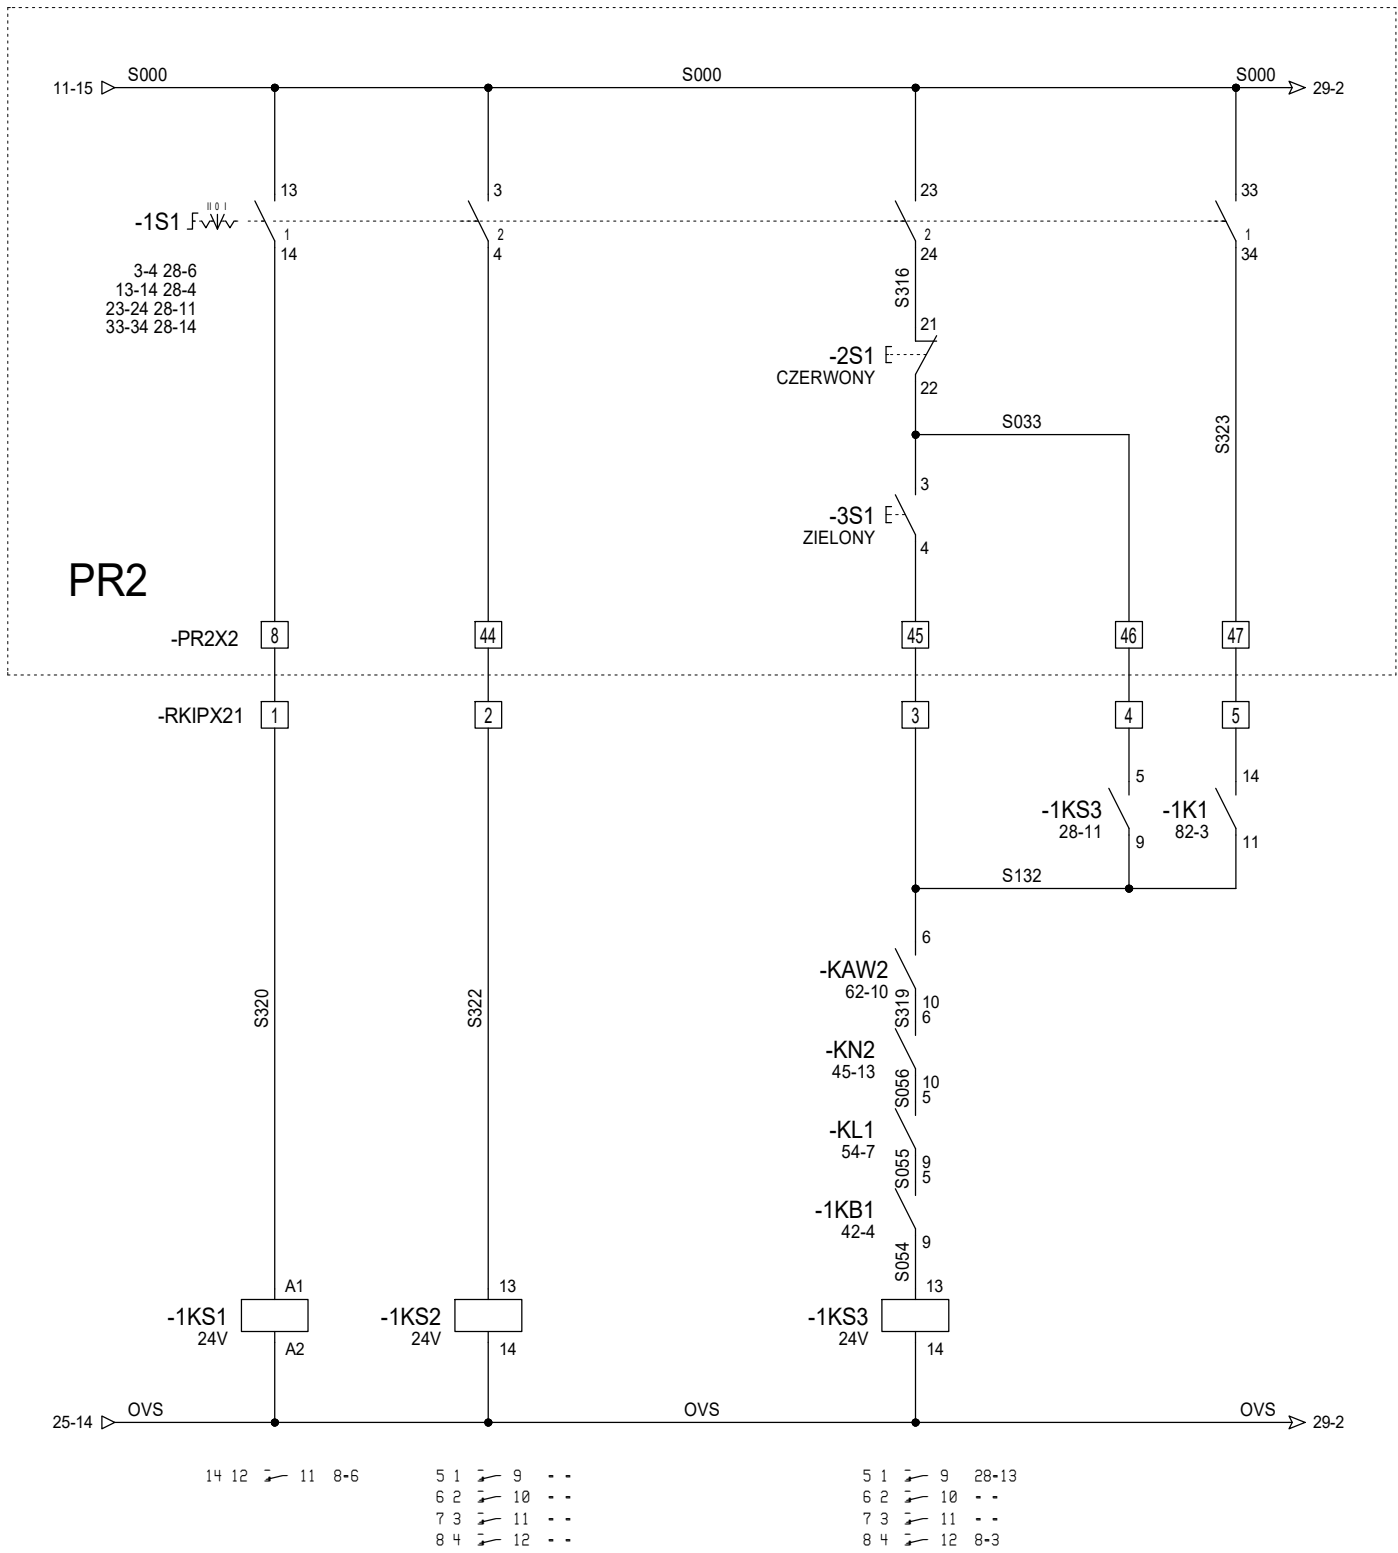 S000 S000 S000
11-15 29-2
13 3 23 33
II 0 I
-1S1
1 2 2 1
14 4 24 34
3-4 28-6
13-14 28-4
23-24 28-11
33-34 28-14
S316
21
-2S1
CZERWONY
22
S033
S323
3
-3S1
ZIELONY
4
PR2
-PR2X2 8 44 45 46 47
-RKIPX21 1 2 3 4 5
5 14
-1KS3 -1K1
28-11 82-3
9 11
S132
6
-KAW2
62-10
S320 S322 S319
10
6
-KN2
45-13
S056
10
5
-KL1
54-7
S055
9
5
-1KB1
42-4
S054
9
A1 13 13
-1KS1 -1KS2 -1KS3
24V 24V 24V
A2 14 14
OVS OVS OVS
25-14 29-2
14 12 11 8-6
5 1 9 - -
6 2 10 - -
7 3 11 - -
8 4 12 - -
5 1 9 28-13
6 2 10 - -
7 3 11 - -
8 4 12 8-3